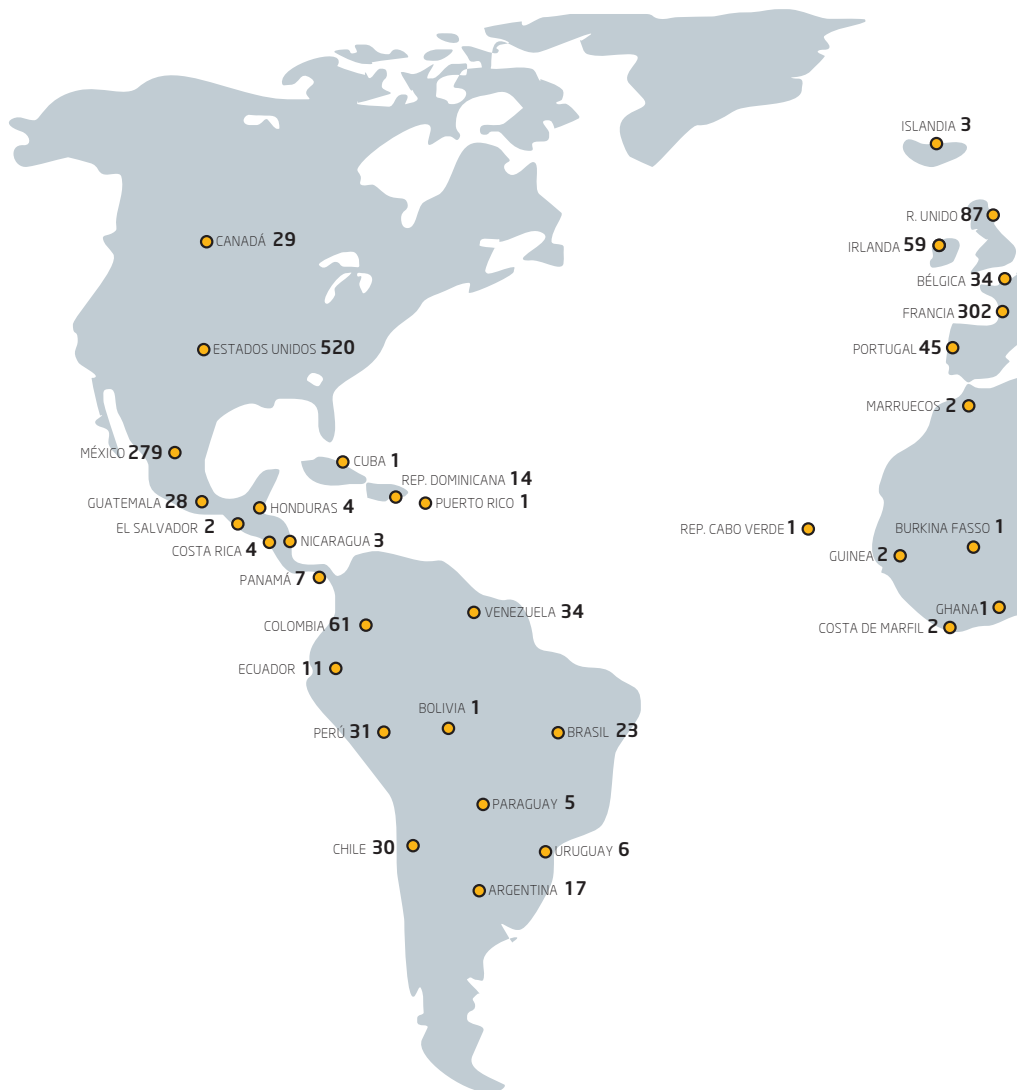 ISLANDIA 3
R. UNIDO 87
CANADÁ 29
IRLANDA 59
BÉLGICA 34
FRANCIA 302
ESTADOS UNIDOS 520
PORTUGAL 45
MARRUECOS 2
MÉXICO 279
CUBA 1
REP. DOMINICANA 14
GUATEMALA 28
HONDURAS 4
PUERTO RICO 1
EL SALVADOR 2
REP. CABO VERDE 1
BURKINA FASSO 1
COSTA RICA 4
NICARAGUA 3
GUINEA 2
PANAMÁ 7
GHANA 1
VENEZUELA 34
COLOMBIA 61
COSTA DE MARFIL 2
ECUADOR 11
BOLIVIA 1
PERÚ 31
BRASIL 23
PARAGUAY 5
CHILE 30
URUGUAY 6
ARGENTINA 17